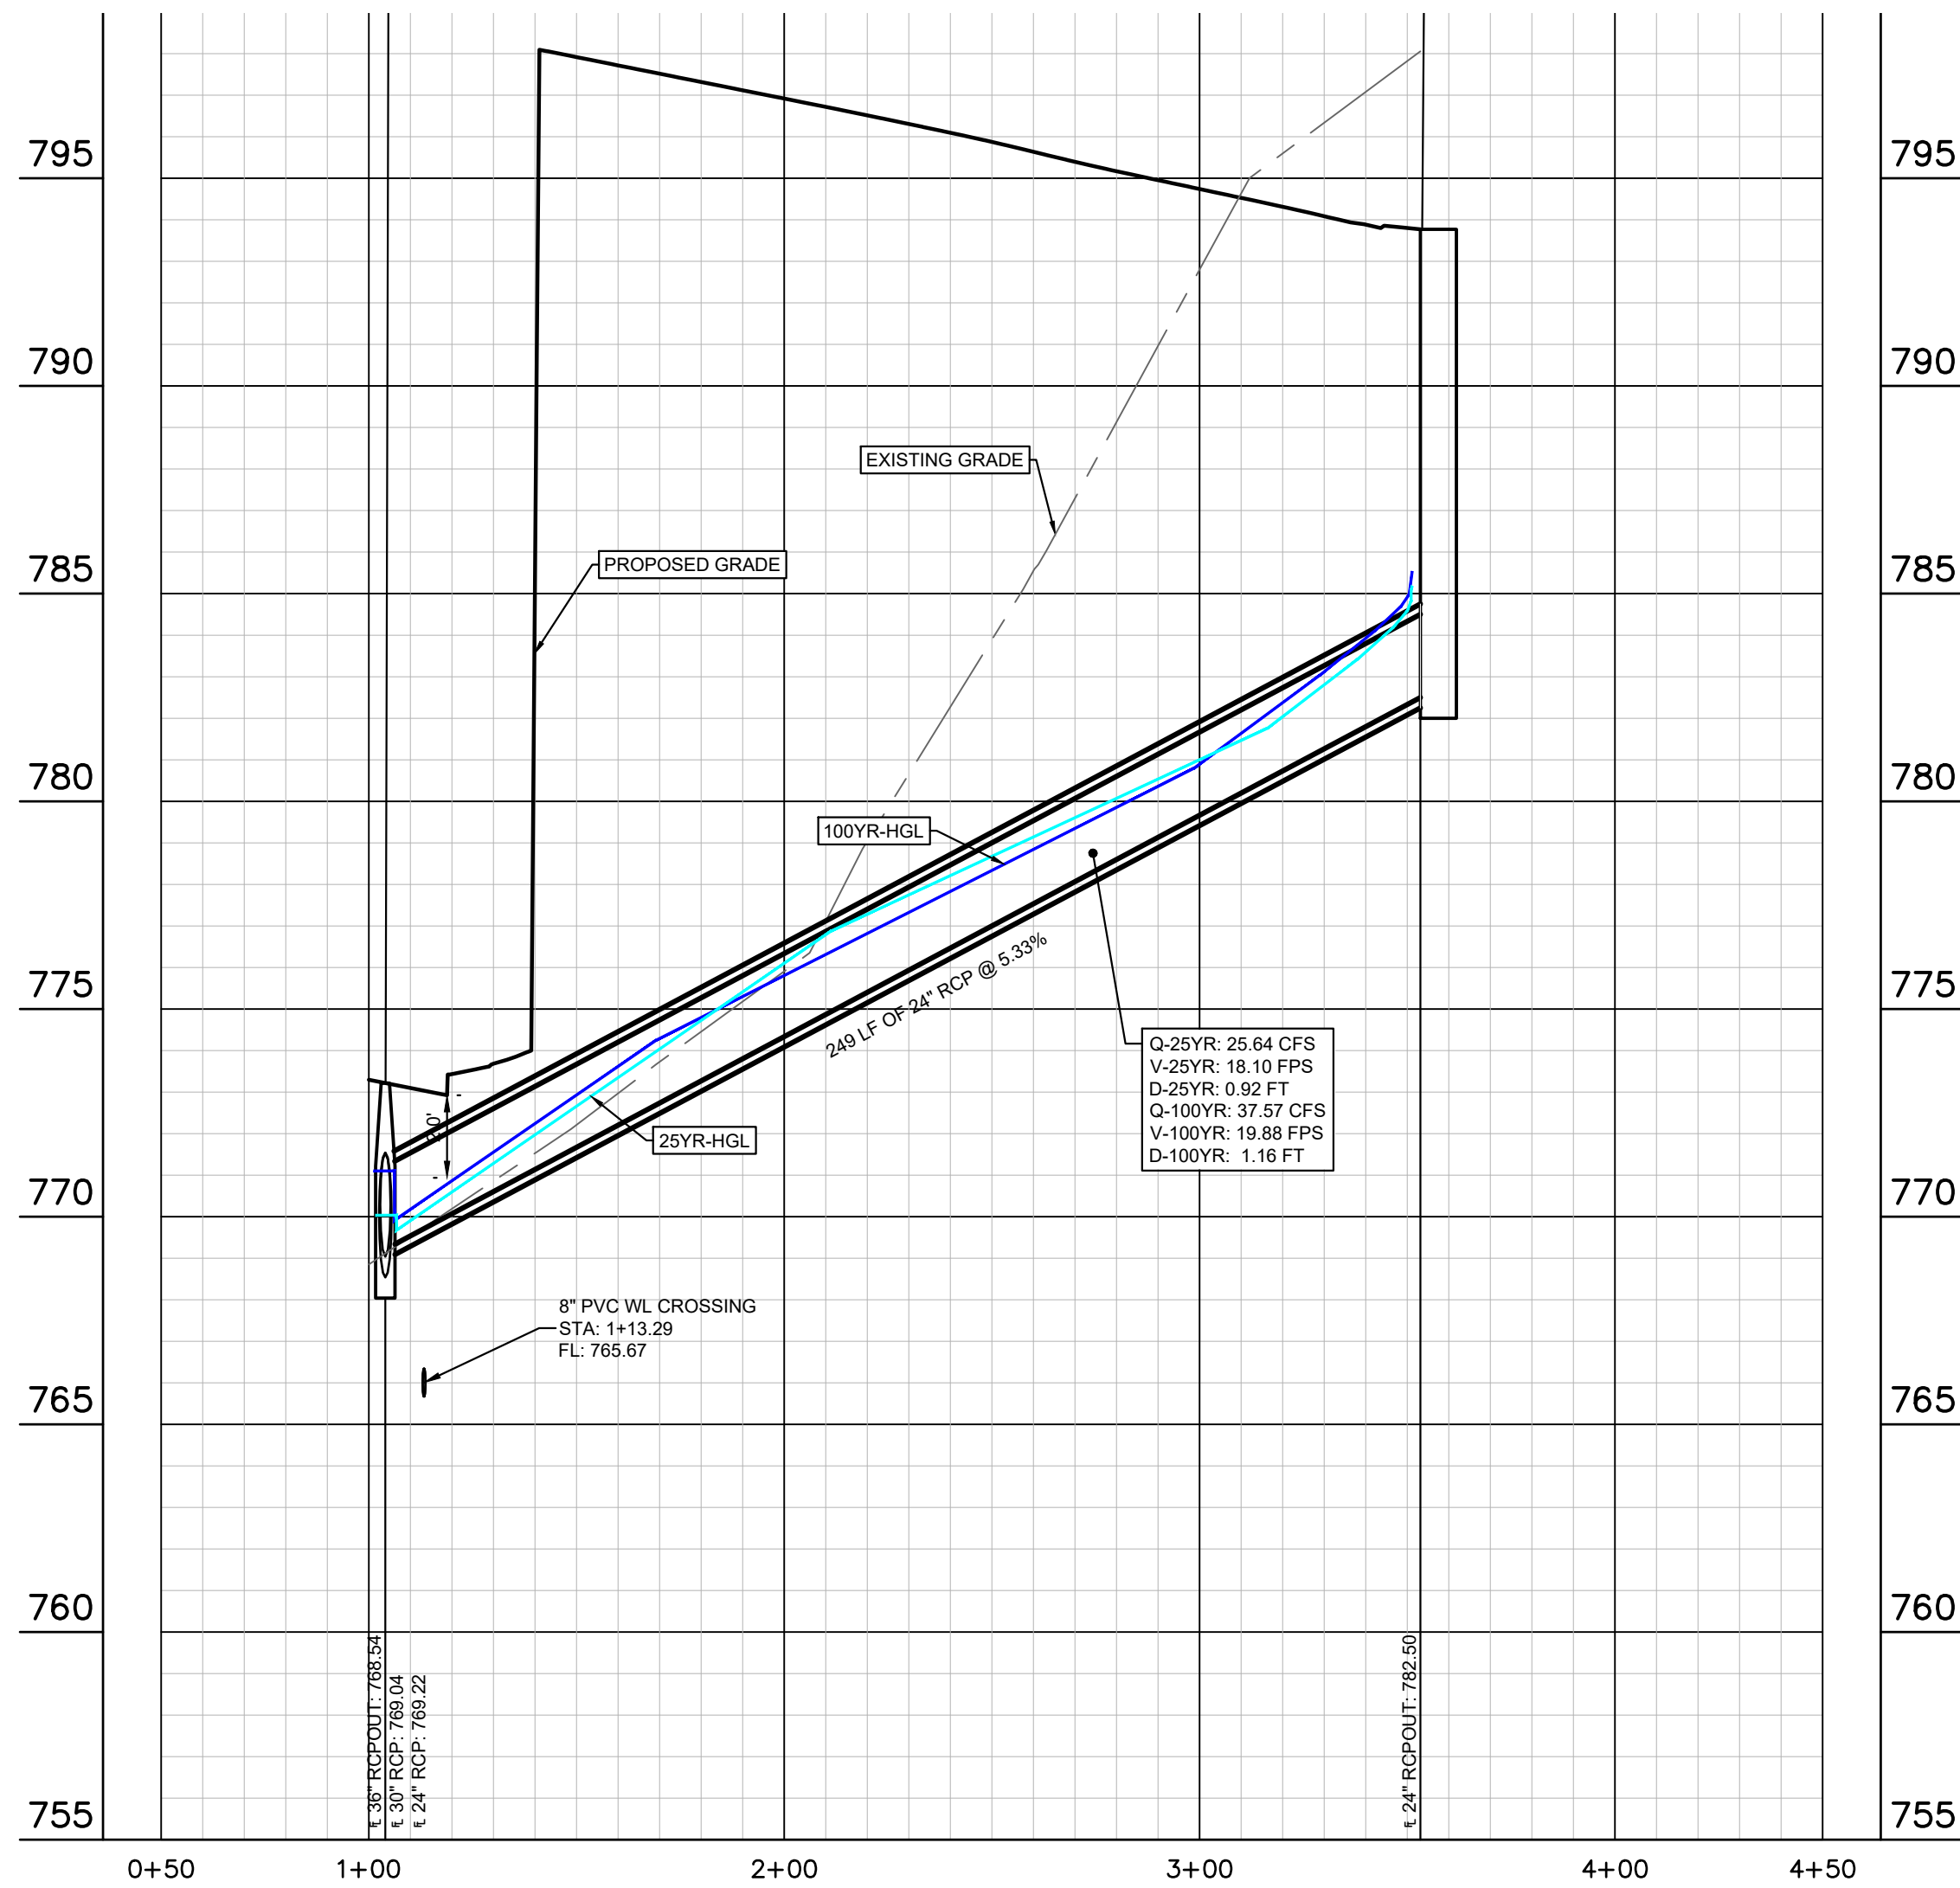 795
795
790
790
EXISTING GRADE
PROPOSED GRADE
785
785
780
780
100YR-HGL
775
775
249 LF OF 24" RCP @ 5.33%
Q-25YR: 25.64 CFS
V-25YR: 18.10 FPS
D-25YR: 0.92 FT
Q-100YR: 37.57 CFS
V-100YR: 19.88 FPS
D-100YR: 1.16 FT
25YR-HGL
770
770
8" PVC WL CROSSING
STA: 1+13.29
FL: 765.67
765
765
760
760
℄ 36" RCPOUT: 768.54
℄ 30" RCP: 769.04
℄ 24" RCP: 769.22
℄ 24" RCPOUT: 782.50
755
755
0+50
1+00
2+00
3+00
4+00
4+50